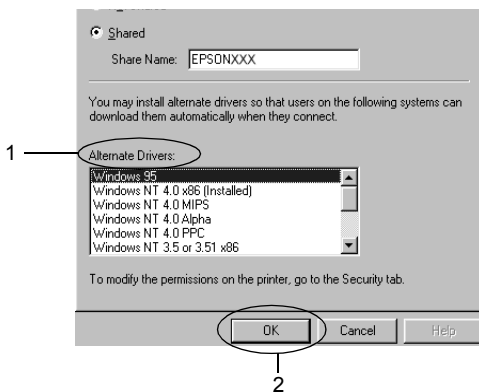 Shared
Share Name: EPSONXXX
You may install alternate drivers so that users on the following systems can
download them automatically when they connect.
1
Alternate Drivers:
Windows 95
Windows NT 4.0 x86 (Installed)
Windows NT 4.0 MIPS
Windows NT 4.0 Alpha
Windows NT 4.0 PPC
Windows NT 3.5 or 3.51 x86
To modify the permissions on the printer, go to the Security tab.
OK Cancel Help
2